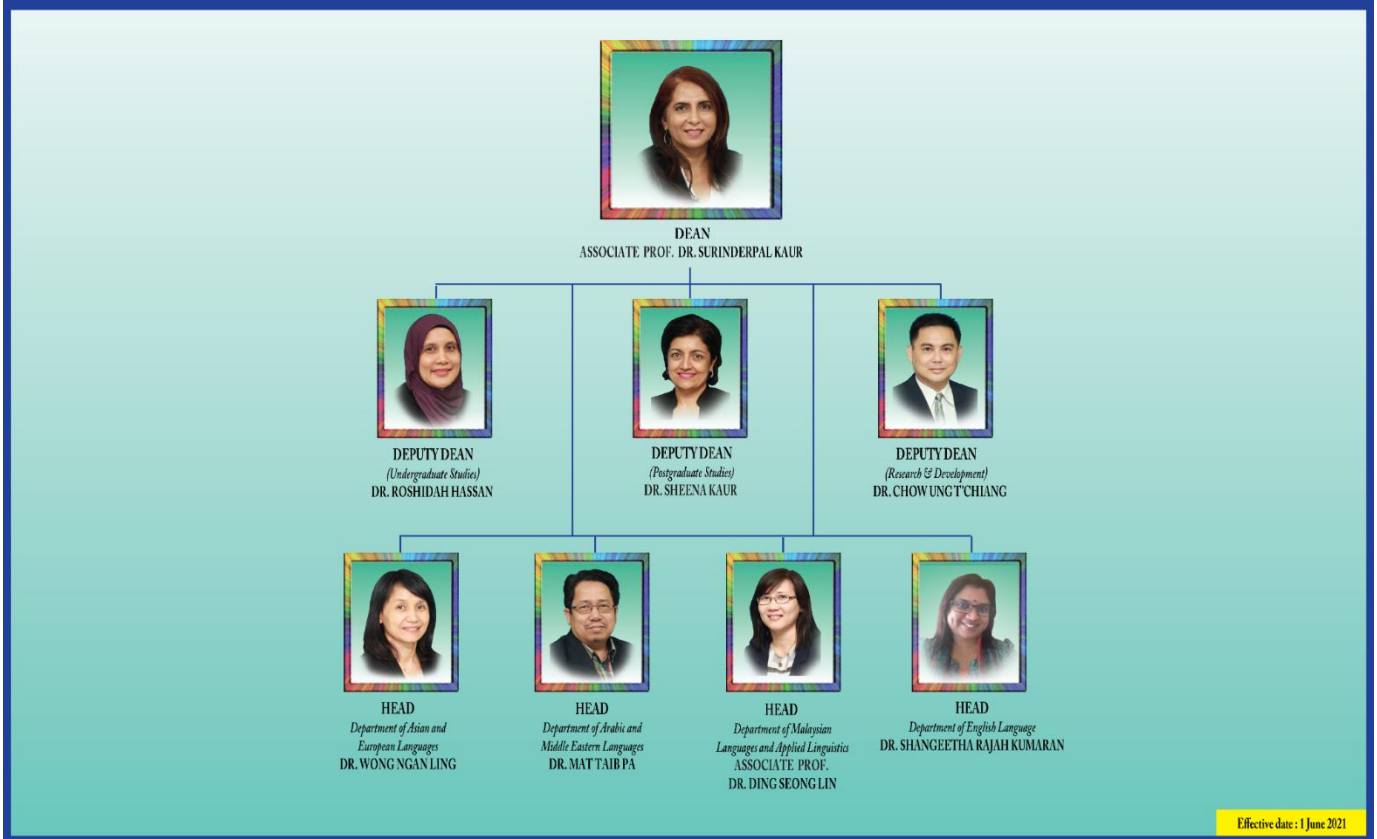 DEAN
ASSOCIATE PROF. DR. SURINDERPAL KAUR
DEPUTY DEAN
(Undergraduate Studies)
DR. ROSHIDAH HASSAN
DEPUTY DEAN
(Postgraduate Studies)
DR. SHEENA KAUR
DEPUTY DEAN
(Research & Development)
DR. CHOW UNG T'CHIANG
HEAD
Department of Asian and
European Languages
DR. WONG NGAN LING
HEAD
Department of Arabic and
Middle Eastern Languages
DR. MAT TAIB PA
HEAD
Department of Malaysian
Languages and Applied Linguistics
ASSOCIATE PROF.
DR. DING SEONG LIN
HEAD
Department of English Language
DR. SHANGEETHA RAJAH KUMARAN
Effective date : 1 June 2021